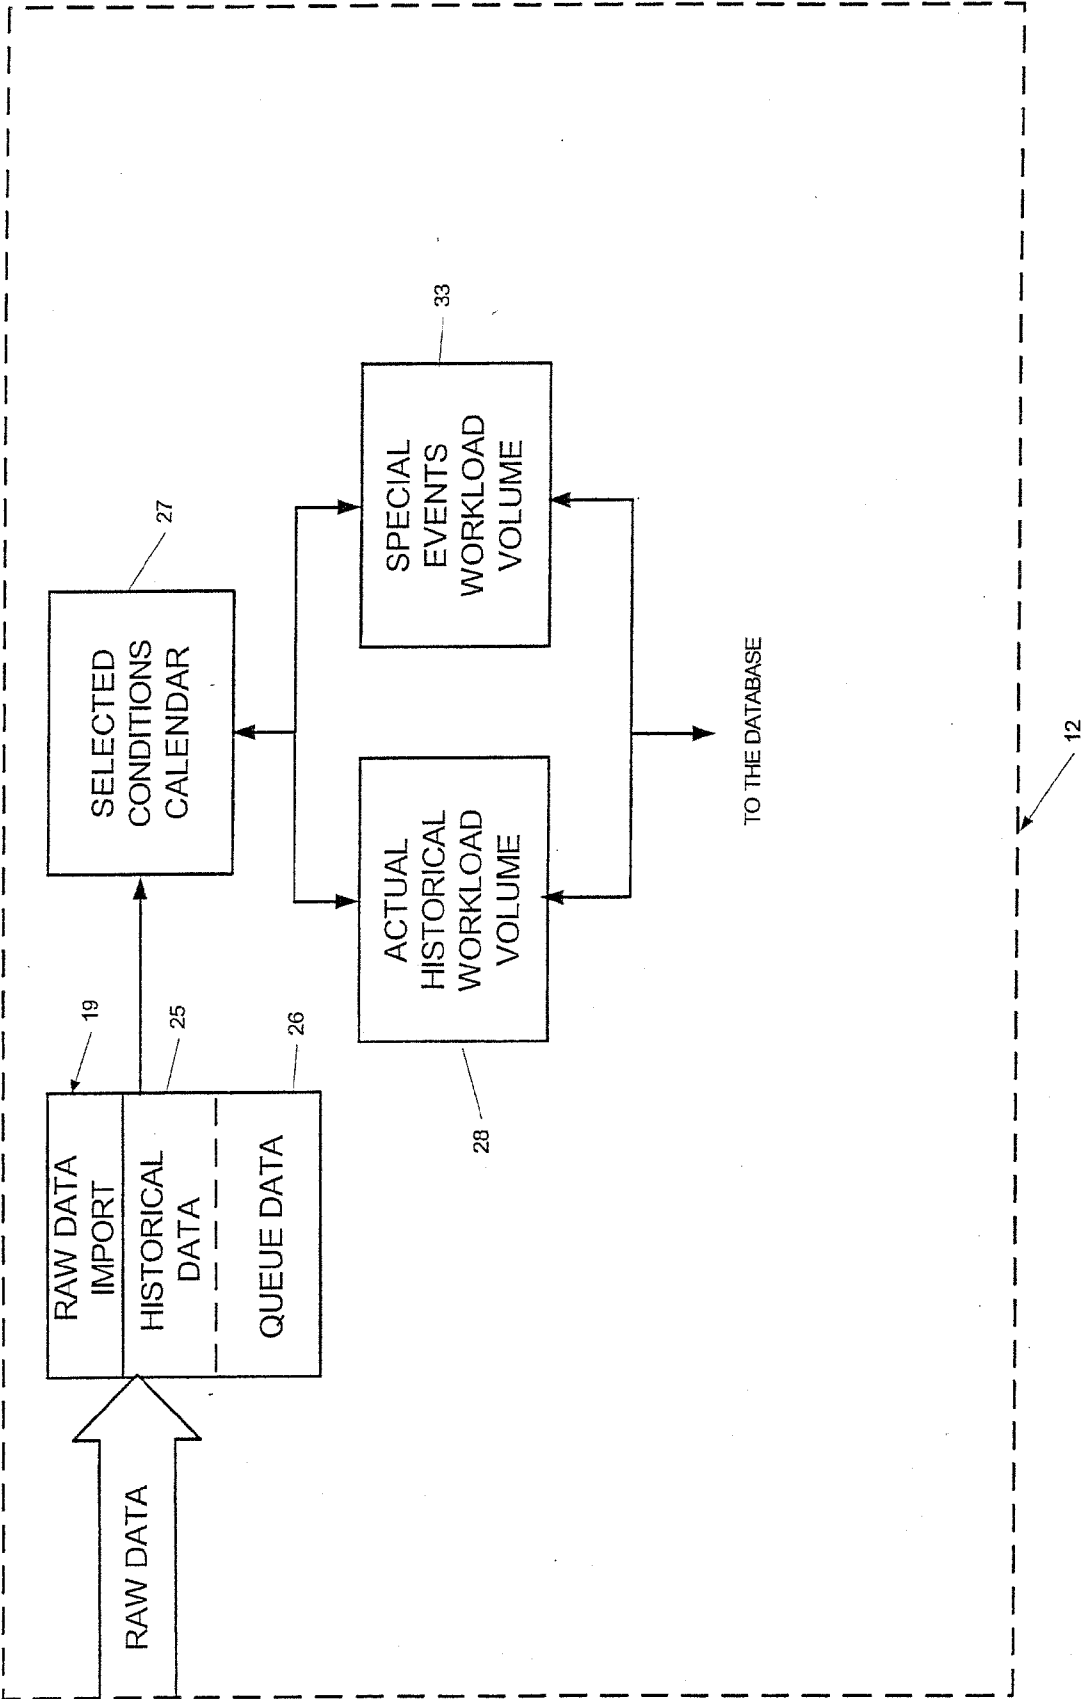 RAW DATA
RAW DATA
IMPORT
19
HISTORICAL
DATA
25
QUEUE DATA
26
SELECTED
CONDITIONS
CALENDAR
27
ACTUAL
HISTORICAL
WORKLOAD
VOLUME
28
SPECIAL
EVENTS
WORKLOAD
VOLUME
33
TO THE DATABASE
12